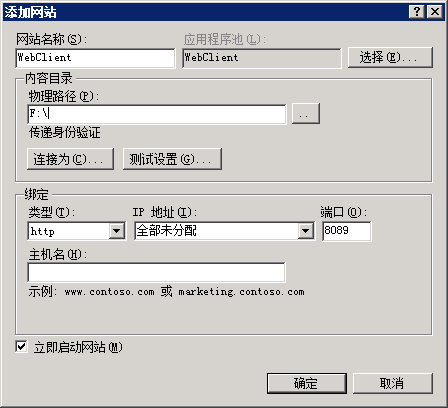 添加网站
网站名称(S): 应用程序池(L):
WebClient WebClient 选择(E)...
内容目录
物理路径(P):
F:\
..
传递身份验证
连接为(C)... 测试设置(G)...
绑定
类型(T): IP 地址(I): 端口(O):
http 全部未分配 8089
主机名(H):
示例: www.contoso.com 或 marketing.contoso.com
立即启动网站(M)
确定 取消